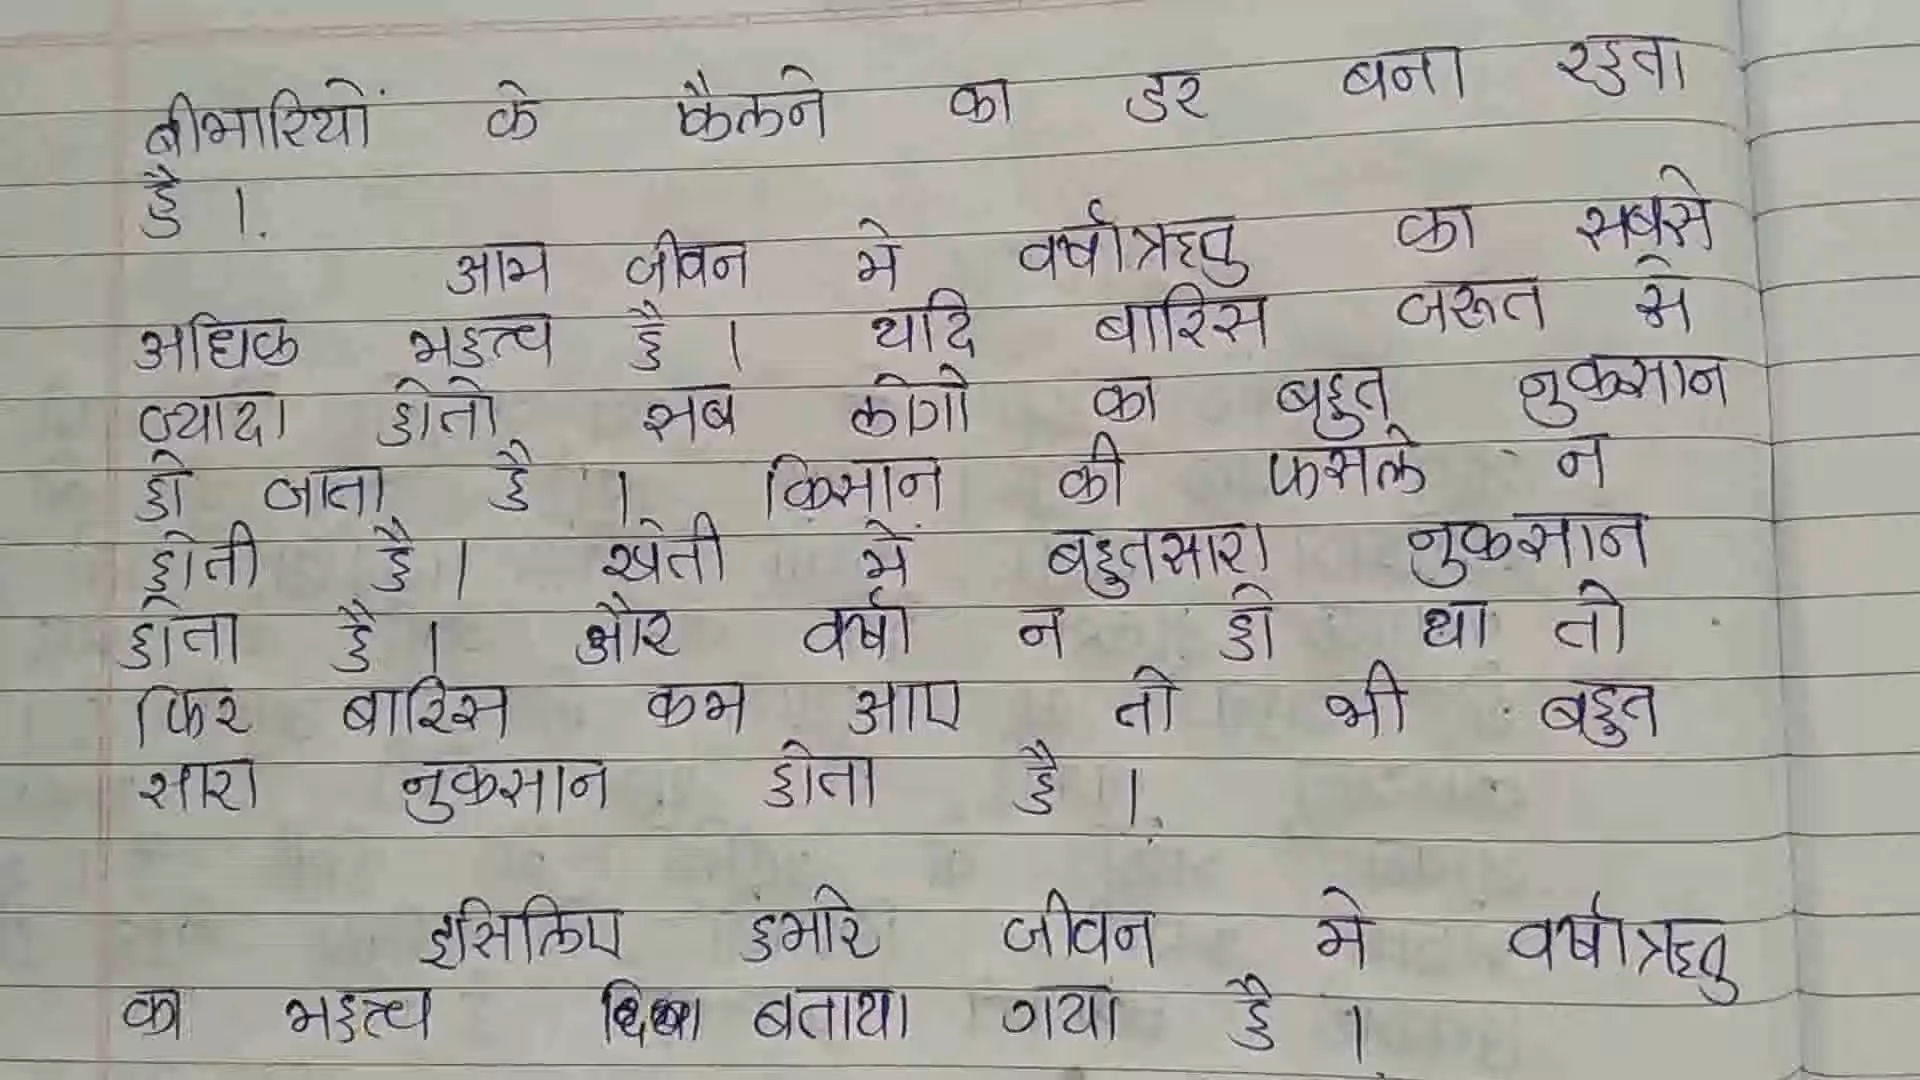 बीमारियों के फैलने का डर बना रहता
है ।
आम जीवन मे वर्षाऋतु का सबसे
अधिक महत्त्व है । यदि बारिस जरूत से
ज्यादा होतो सब लोगो का बहुत नुकसान
हो जाता है । किसान की फसले न
होती है । खेती में बहुतसारा नुकसान
होता है । और वर्षा न हो या तो
फिर बारिस कम आए तो भी बहुत
सारा नुकसान होता है ।
इसिलिए हमारे जीवन मे वर्षाऋतु
का महत्त्व बताया गया है ।